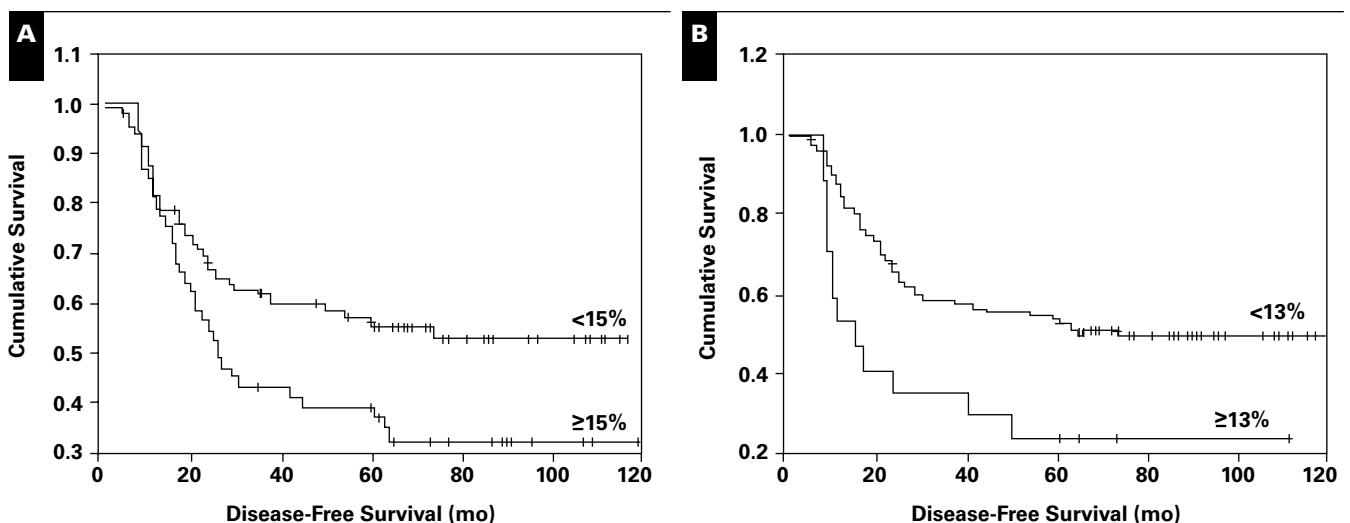 A
Cumulative Survival
1.1
1.0
0.9
0.8
0.7
0.6
0.5
0.4
0.3
<15%
≥15%
0 20 40 60 80 100 120
Disease-Free Survival (mo)
B
Cumulative Survival
1.2
1.0
0.8
0.6
0.4
0.2
<13%
≥13%
0 20 40 60 80 100 120
Disease-Free Survival (mo)